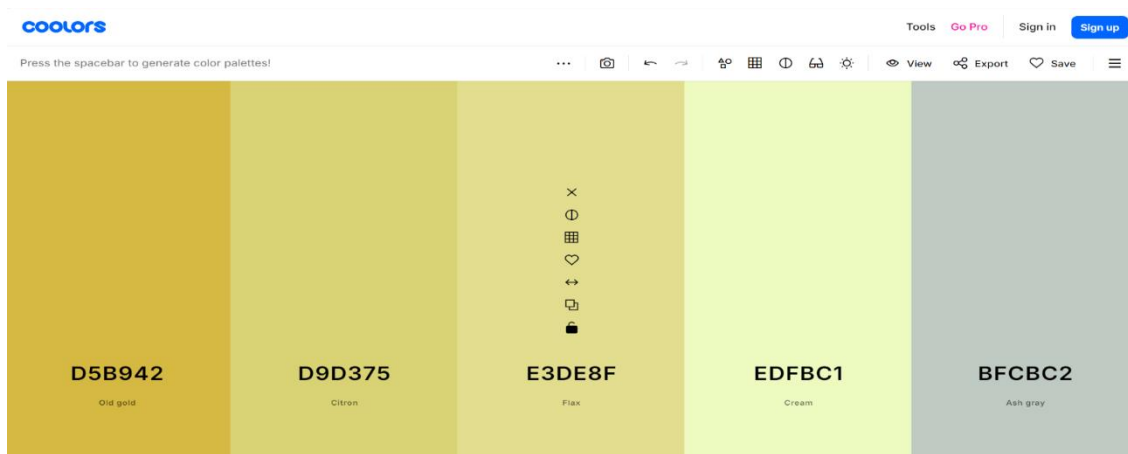 coolors
Tools Go Pro Sign in Sign up
Press the spacebar to generate color palettes!
View Export Save
D5B942 D9D375 E3DE8F EDFBC1 BFCBC2
Old gold Citron Flax Cream Ash gray